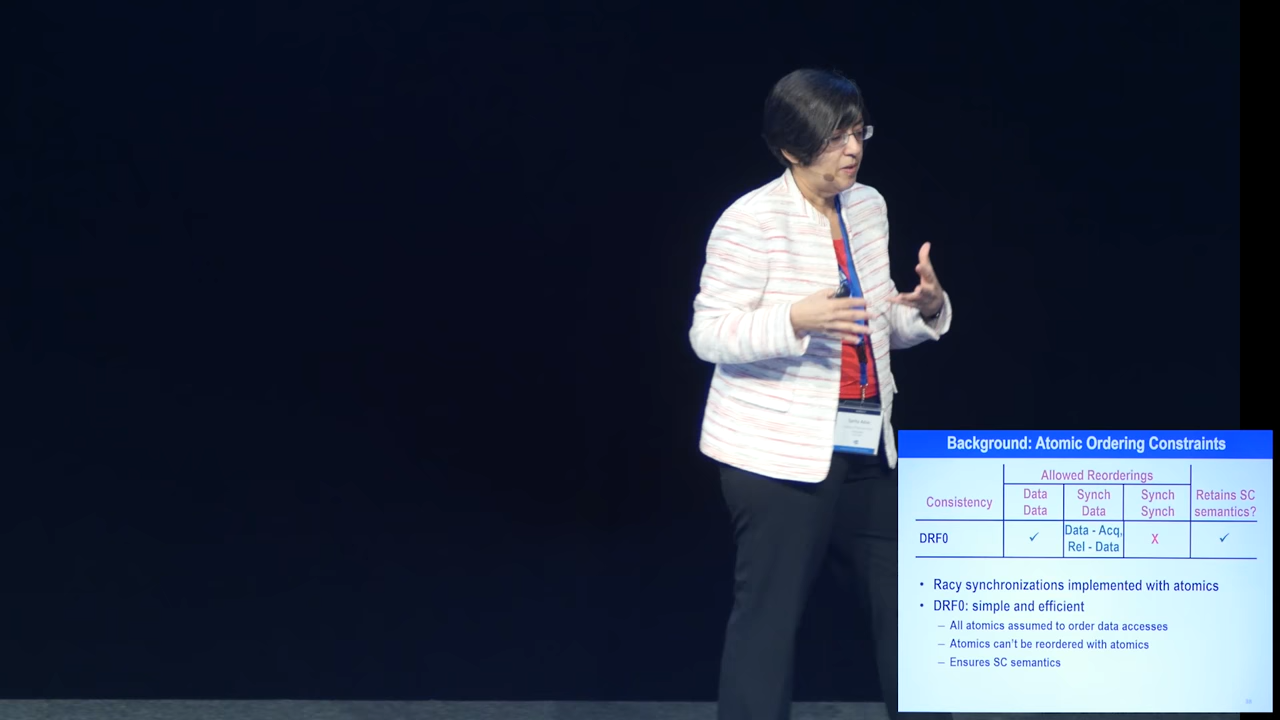 Background: Atomic Ordering Constraints
Allowed Reorderings
Consistency
Data Data
Synch Data
Synch Synch
Retains SC semantics?
DRF0
✓
Data - Acq, Rel - Data
X
✓
• Racy synchronizations implemented with atomics
• DRF0: simple and efficient
– All atomics assumed to order data accesses
– Atomics can't be reordered with atomics
– Ensures SC semantics